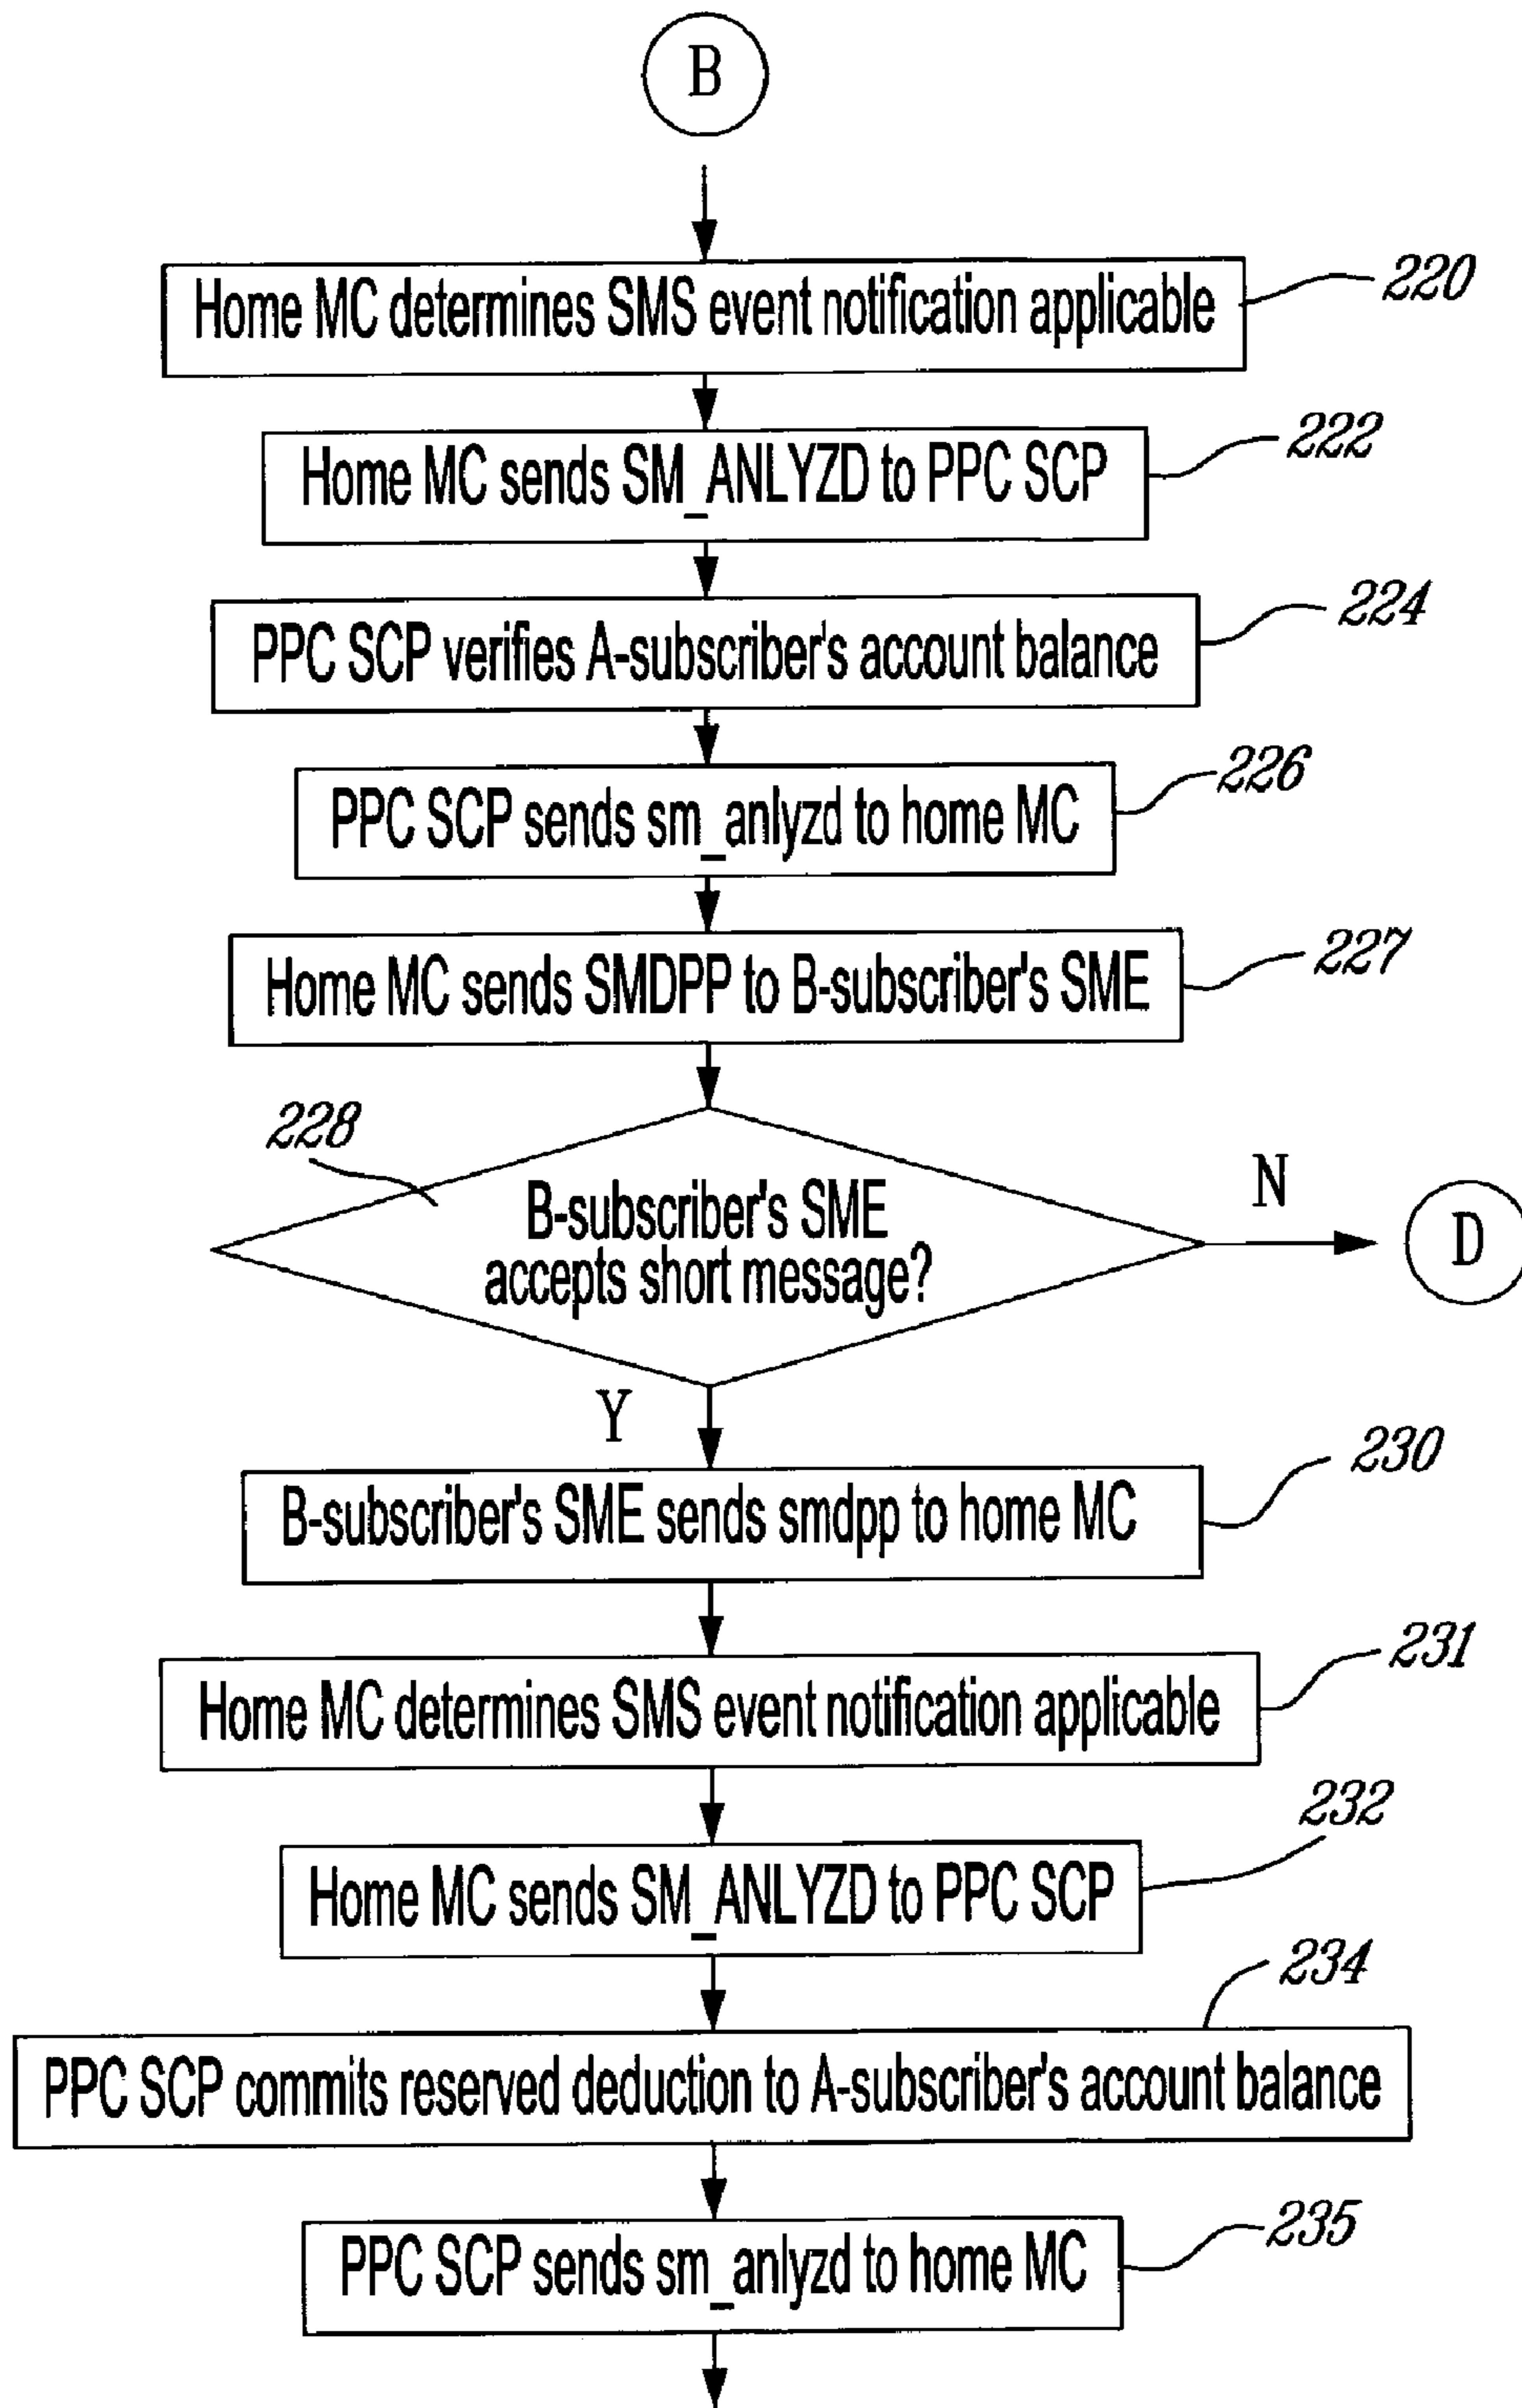 B
Home MC determines SMS event notification applicable
220
Home MC sends SM_ANLYZD to PPC SCP
222
PPC SCP verifies A-subscriber's account balance
224
PPC SCP sends sm_anlyzd to home MC
226
Home MC sends SMDPP to B-subscriber's SME
227
228
B-subscriber's SME
accepts short message?
N
D
Y
B-subscriber's SME sends smdpp to home MC
230
Home MC determines SMS event notification applicable
231
Home MC sends SM_ANLYZD to PPC SCP
232
PPC SCP commits reserved deduction to A-subscriber's account balance
234
PPC SCP sends sm_anlyzd to home MC
235